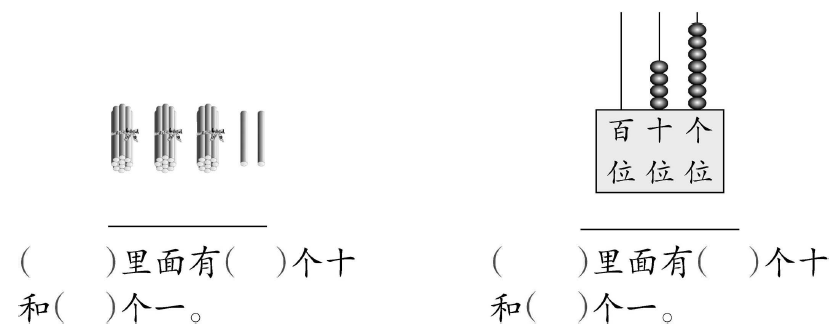 百十个
位位位
(　　)里面有(　)个十
和(　)个一。
(　　)里面有(　)个十
和(　)个一。